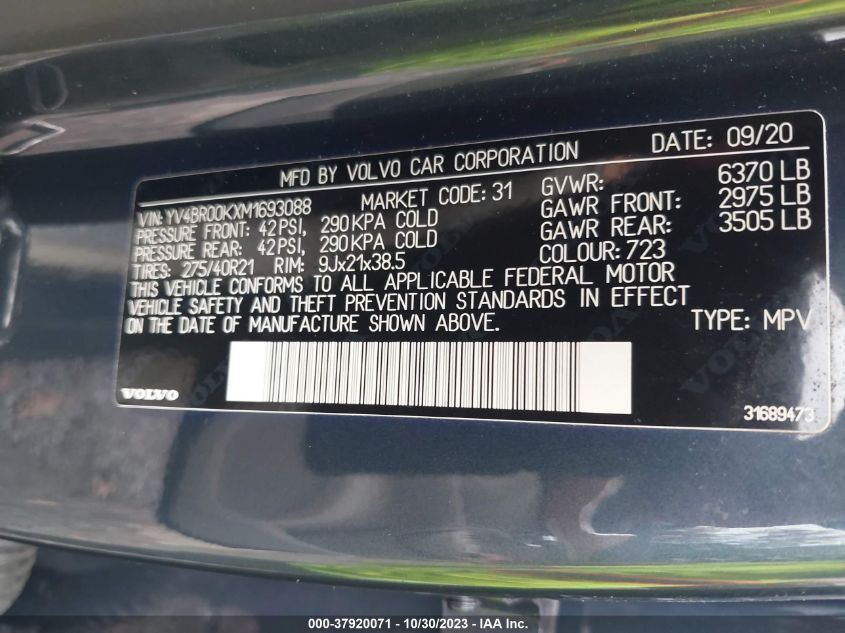 MFD BY VOLVO CAR CORPORATION DATE: 09/20
VIN: YV4BR00KXM1693088 MARKET CODE: 31 GVWR: 6370 LB
PRESSURE FRONT: 42 PSI, 290 KPA COLD GAWR FRONT: 2975 LB
PRESSURE REAR: 42 PSI, 290 KPA COLD GAWR REAR: 3505 LB
TIRES: 275/40R21 RIM: 9Jx21x38.5 COLOUR: 723
THIS VEHICLE CONFORMS TO ALL APPLICABLE FEDERAL MOTOR
VEHICLE SAFETY AND THEFT PREVENTION STANDARDS IN EFFECT
ON THE DATE OF MANUFACTURE SHOWN ABOVE. TYPE: MPV
VOLVO 31689473
000-37920071 - 10/30/2023 - IAA Inc.